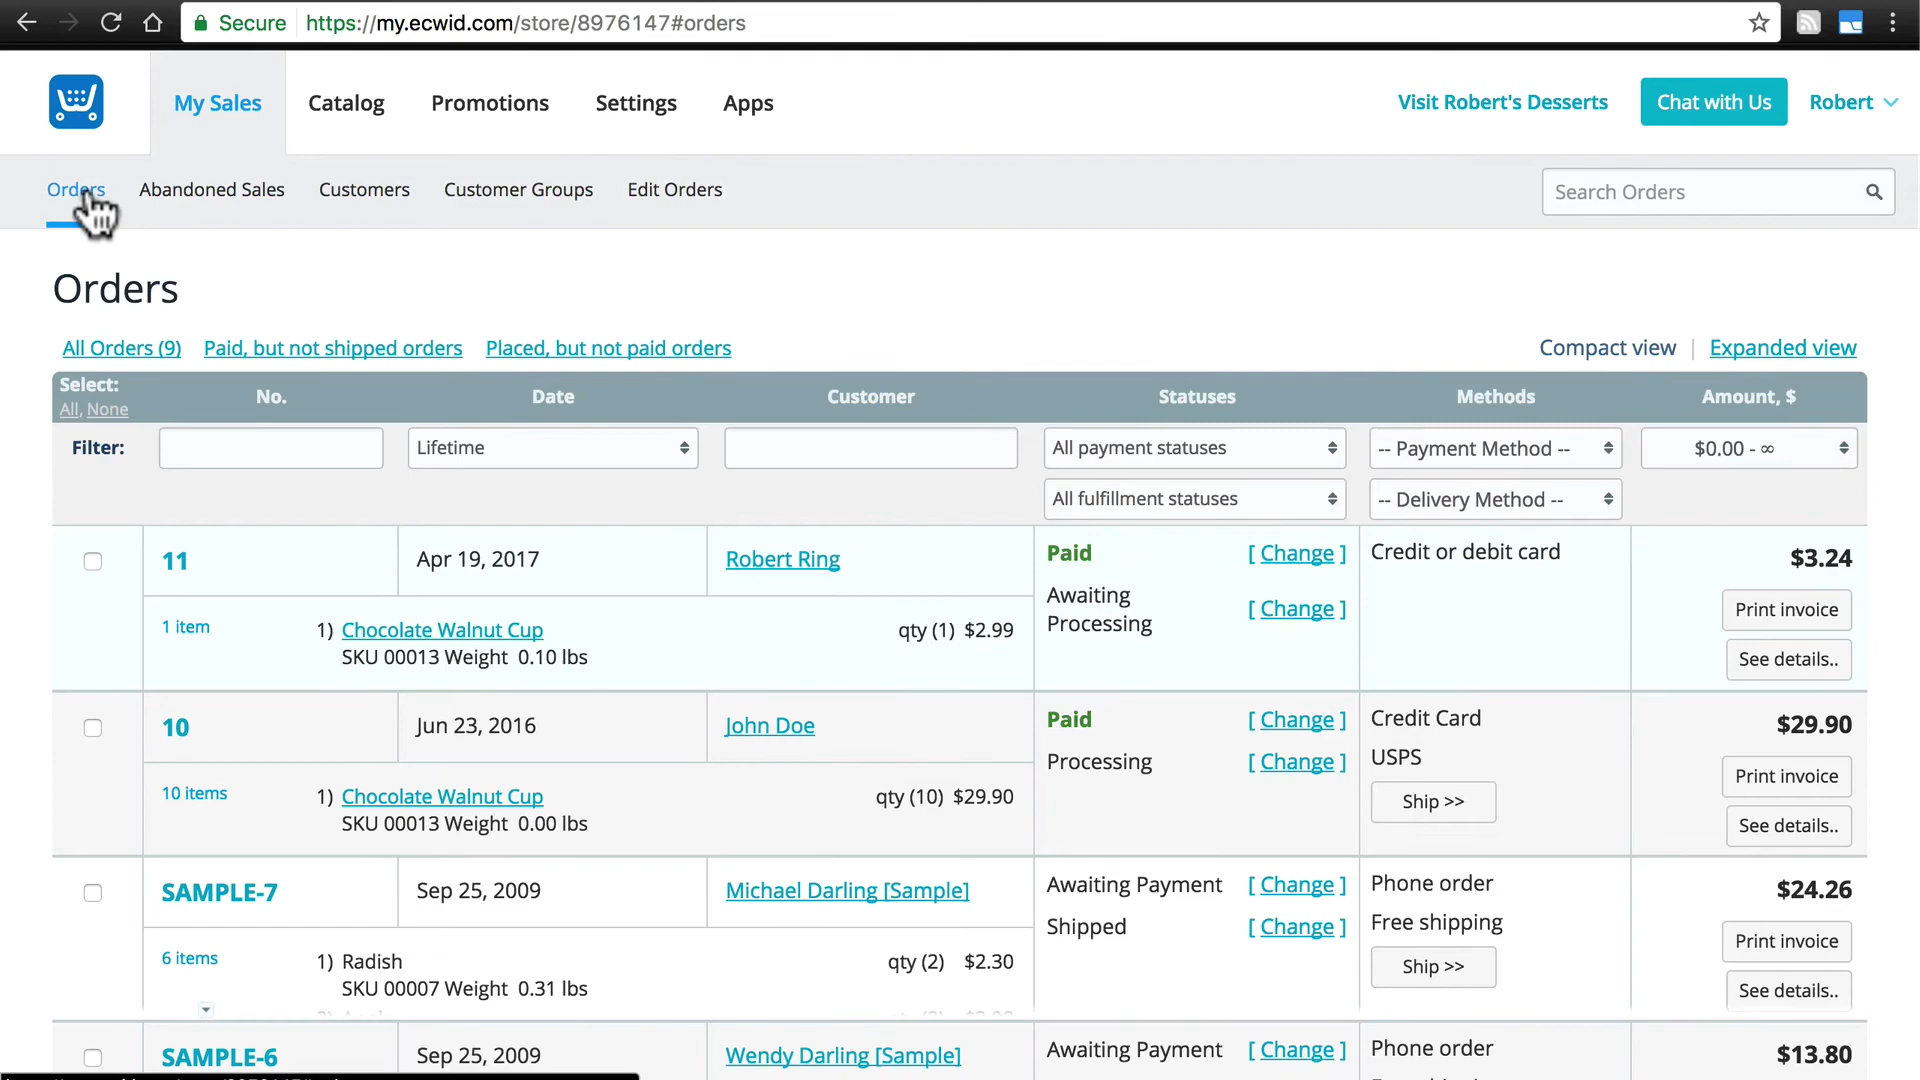 Secure https://my.ecwid.com/store/8976147#orders
My Sales Catalog Promotions Settings Apps Visit Robert's Desserts Chat with Us Robert
Orders Abandoned Sales Customers Customer Groups Edit Orders Search Orders
Orders
All Orders (9) Paid, but not shipped orders Placed, but not paid orders Compact view | Expanded view
Select: All, None No. Date Customer Statuses Methods Amount, $
Filter: Lifetime All payment statuses -- Payment Method -- $0.00 - ∞
All fulfillment statuses -- Delivery Method --
11 Apr 19, 2017 Robert Ring Paid [ Change ] Credit or debit card $3.24
Awaiting Processing [ Change ] Print invoice
1 item 1) Chocolate Walnut Cup qty (1) $2.99
SKU 00013 Weight 0.10 lbs See details..
10 Jun 23, 2016 John Doe Paid [ Change ] Credit Card $29.90
Processing [ Change ] USPS Print invoice
10 items 1) Chocolate Walnut Cup qty (10) $29.90 Ship >>
SKU 00013 Weight 0.00 lbs See details..
SAMPLE-7 Sep 25, 2009 Michael Darling [Sample] Awaiting Payment [ Change ] Phone order $24.26
Shipped [ Change ] Free shipping Print invoice
6 items 1) Radish qty (2) $2.30 Ship >>
SKU 00007 Weight 0.31 lbs See details..
SAMPLE-6 Sep 25, 2009 Wendy Darling [Sample] Awaiting Payment [ Change ] Phone order $13.80